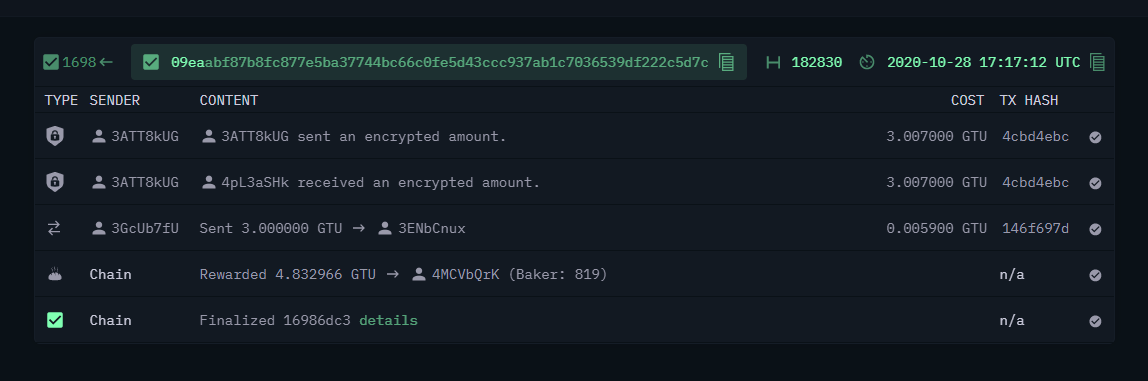 1698← 09eaabf87b8fc877e5ba37744bc66c0fe5d43ccc937ab1c7036539df222c5d7c 182830 2020-10-28 17:17:12 UTC
TYPE SENDER CONTENT COST TX HASH
3ATT8kUG 3ATT8kUG sent an encrypted amount. 3.007000 GTU 4cbd4ebc
3ATT8kUG 4pL3aSHk received an encrypted amount. 3.007000 GTU 4cbd4ebc
3GcUb7fU Sent 3.000000 GTU → 3ENbCnux 0.005900 GTU 146f697d
Chain Rewarded 4.832966 GTU → 4MCVbQrK (Baker: 819) n/a
Chain Finalized 16986dc3 details n/a